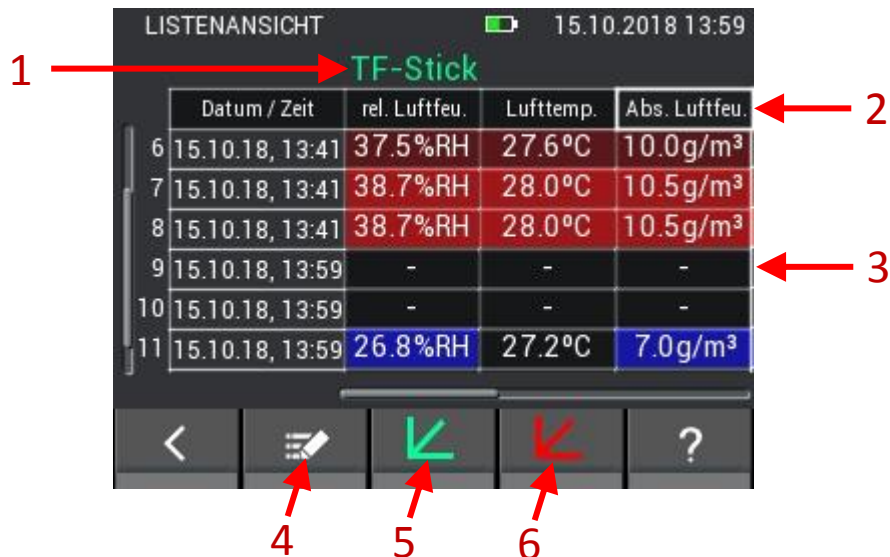 LISTENANSICHT 15.10.2018 13:59
1 TF-Stick
Datum / Zeit rel. Luftfeu. Lufttemp. Abs. Luftfeu. 2
6 15.10.18, 13:41 37.5%RH 27.6ºC 10.0g/m³
7 15.10.18, 13:41 38.7%RH 28.0ºC 10.5g/m³
8 15.10.18, 13:41 38.7%RH 28.0ºC 10.5g/m³
9 15.10.18, 13:59 - - - 3
10 15.10.18, 13:59 - - -
11 15.10.18, 13:59 26.8%RH 27.2ºC 7.0g/m³
< ?
4 5 6